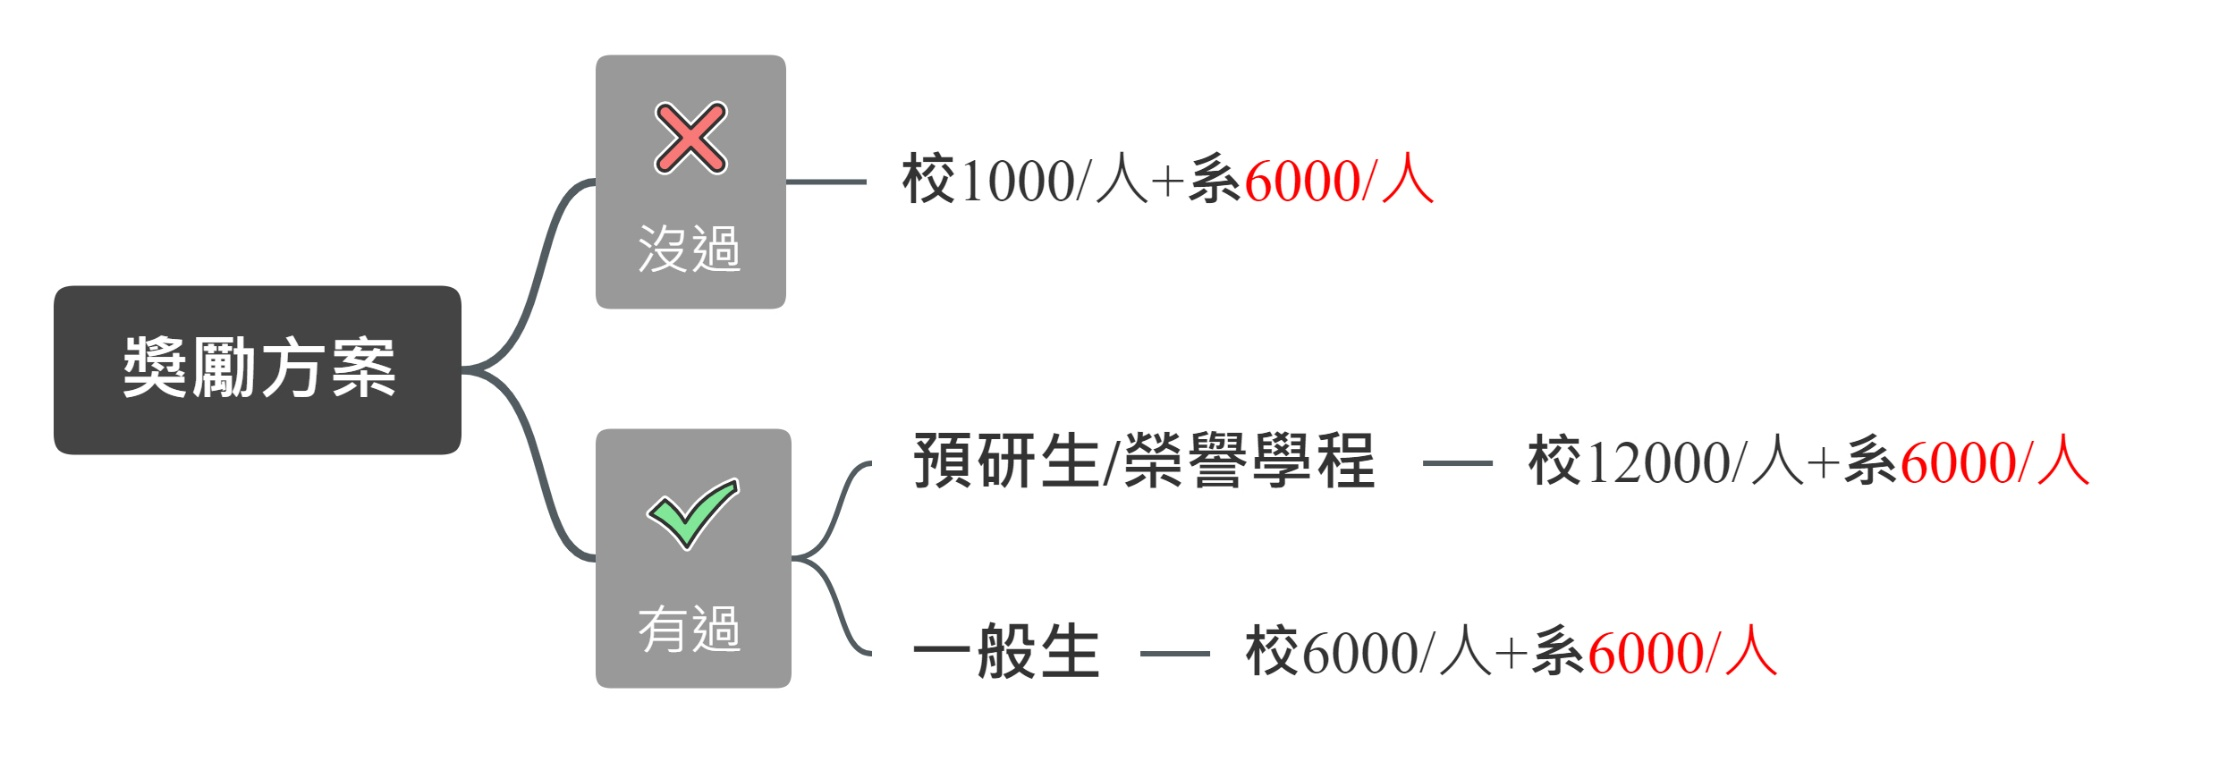 獎勵方案
沒過
校1000/人+系6000/人
有過
預研生/榮譽學程
校12000/人+系6000/人
一般生
校6000/人+系6000/人